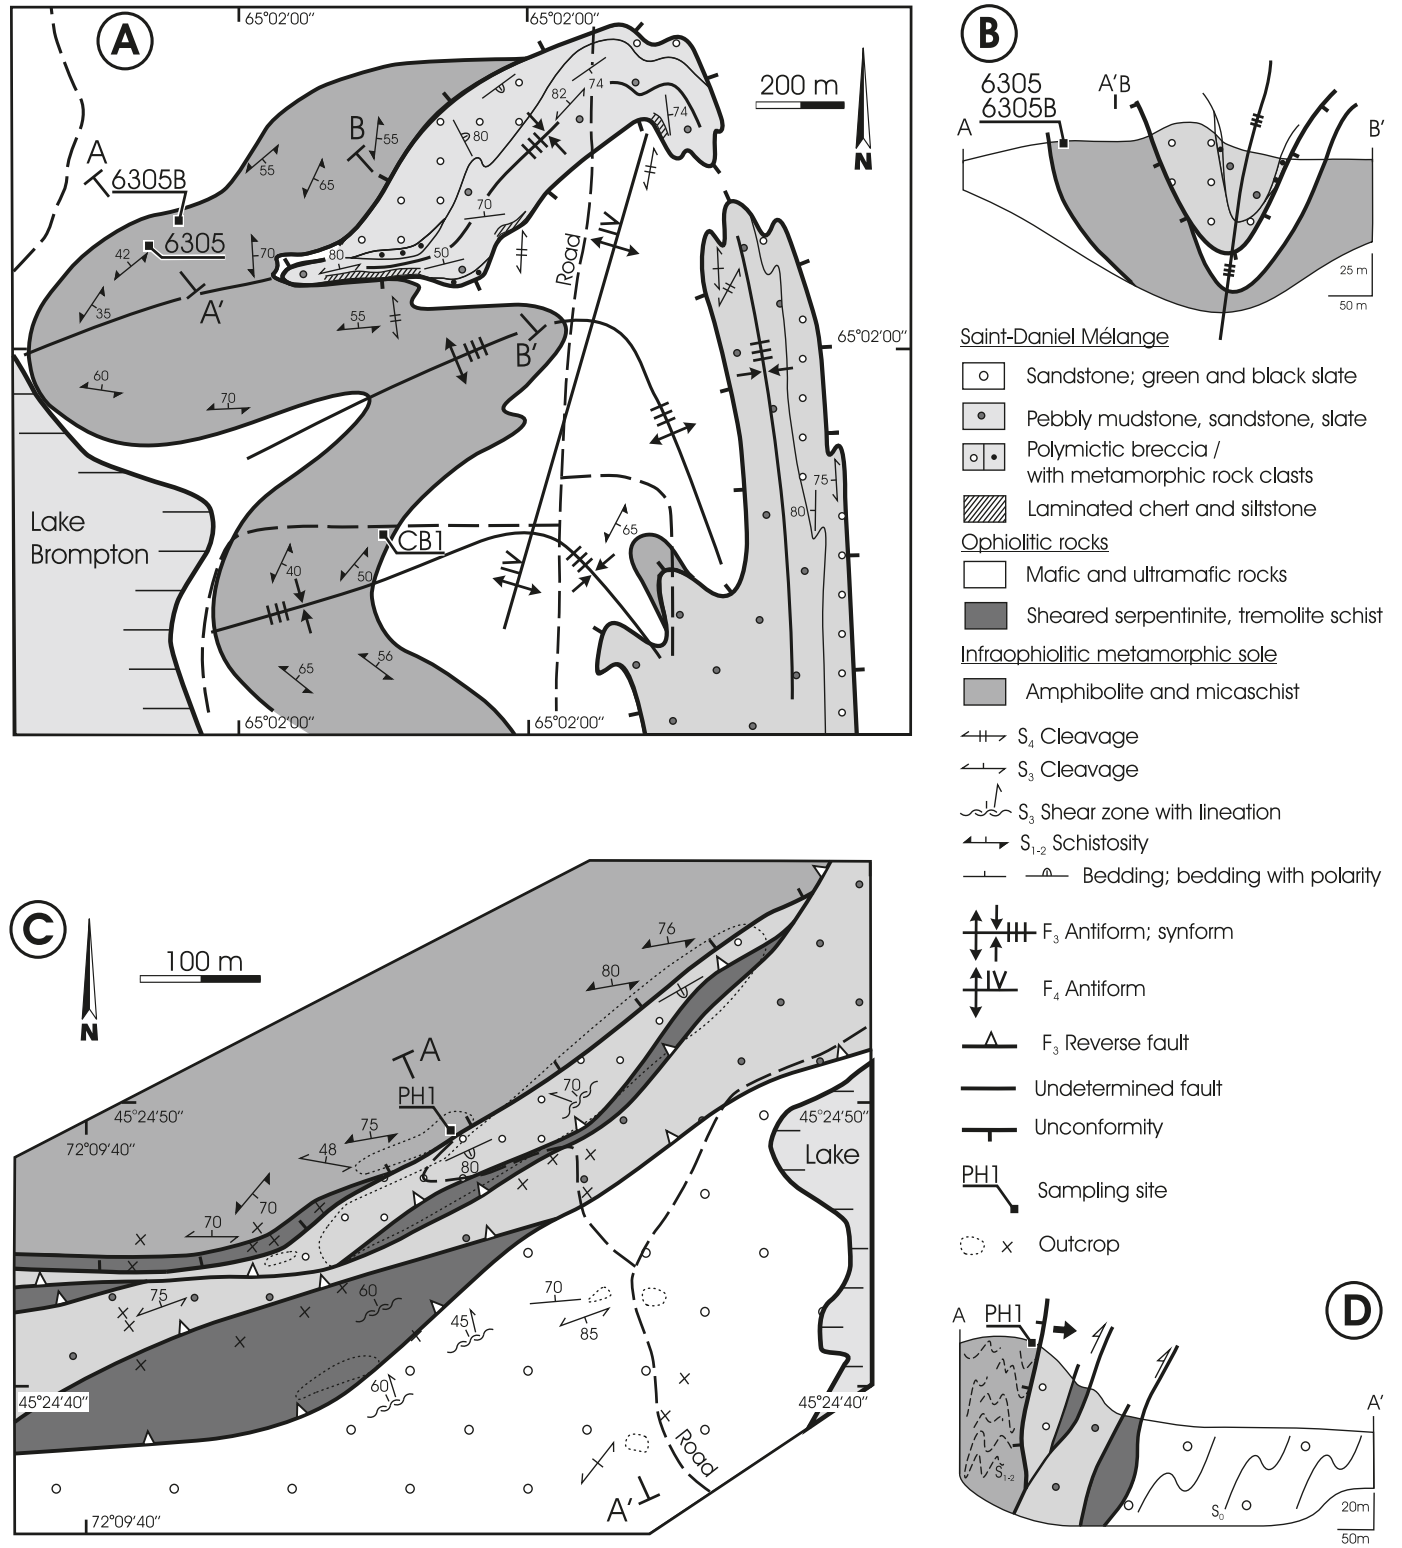 A
65°02'00"
65°02'00"
200 m
N
A
B
6305B
6305
55
55
65
42
35
70
80
82
74
74
70
80
50
Road
IV
A'
B'
55
60
70
65°02'00"
75
80
65
Lake
Brompton
CB1
40
50
IV
65
56
65°02'00"
65°02'00"
B
6305
6305B
A'B
A
B'
25 m
50 m
Saint-Daniel Mélange
Sandstone; green and black slate
Pebbly mudstone, sandstone, slate
Polymictic breccia /
with metamorphic rock clasts
Laminated chert and siltstone
Ophiolitic rocks
Mafic and ultramafic rocks
Sheared serpentinite, tremolite schist
Infraophiolitic metamorphic sole
Amphibolite and micaschist
S4 Cleavage
S3 Cleavage
S3 Shear zone with lineation
S1-2 Schistosity
Bedding; bedding with polarity
F3 Antiform; synform
IV
F4 Antiform
F3 Reverse fault
Undetermined fault
Unconformity
PH1
Sampling site
Outcrop
C
100 m
N
76
80
A
PH1
70
45°24'50"
72°09'40"
75
48
80
45°24'50"
Lake
70
70
75
60
45
70
85
60
45°24'40"
45°24'40"
Road
A'
72°09'40"
D
A
PH1
A'
S1-2
S0
20m
50m